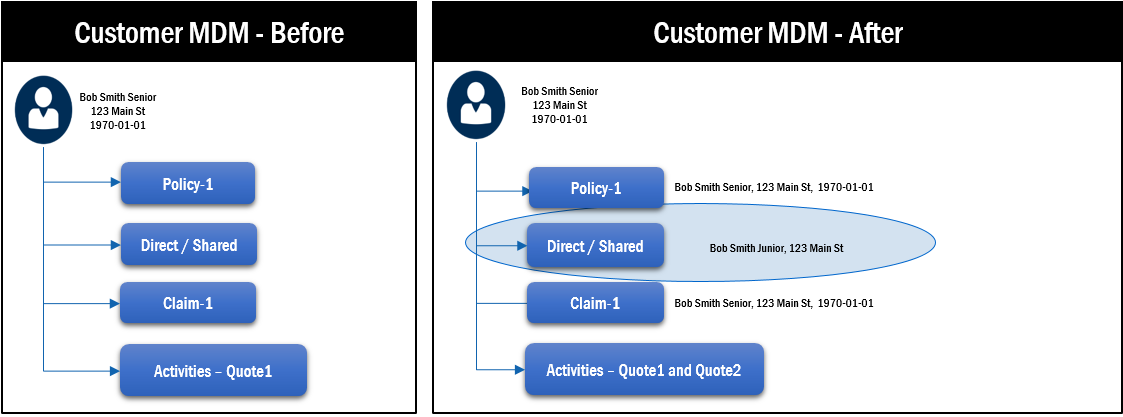 Customer MDM - Before
Bob Smith Senior
123 Main St
1970-01-01
Policy-1
Direct / Shared
Claim-1
Activities – Quote1
Customer MDM - After
Bob Smith Senior
123 Main St
1970-01-01
Policy-1
Bob Smith Senior, 123 Main St,  1970-01-01
Direct / Shared
Bob Smith Junior, 123 Main St
Claim-1
Bob Smith Senior, 123 Main St,  1970-01-01
Activities – Quote1 and Quote2